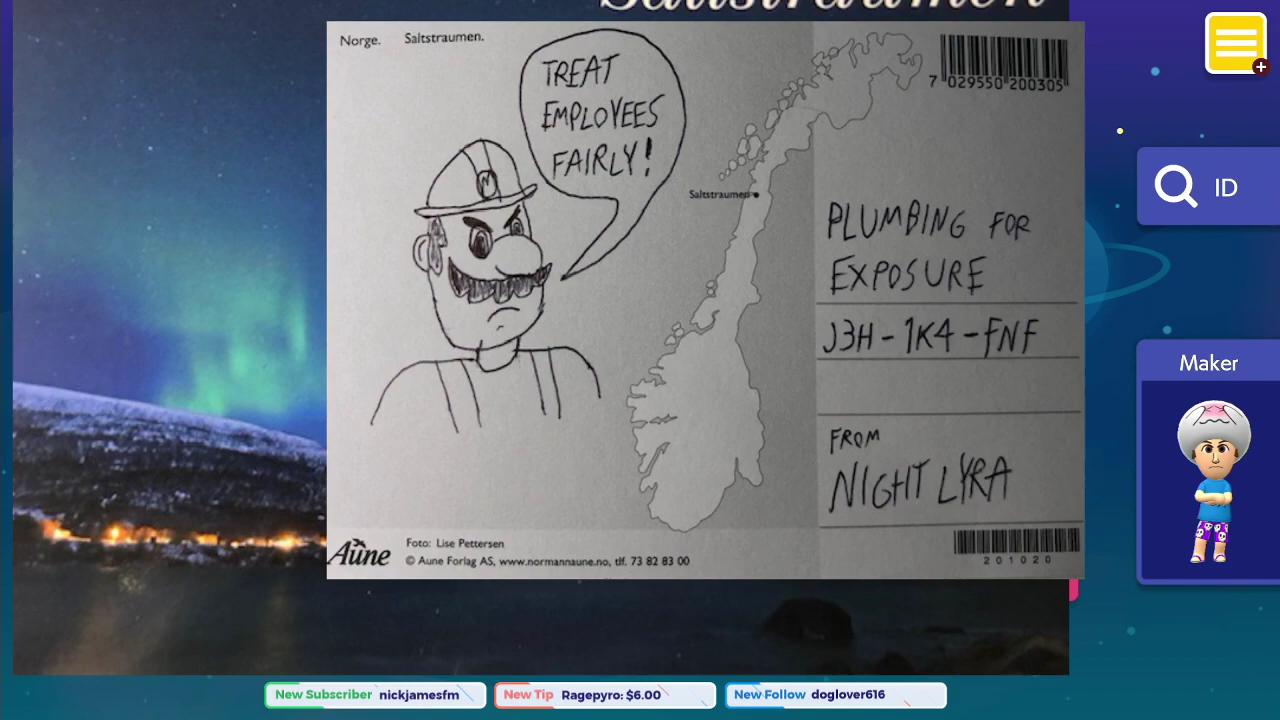 Saltstraumen
Norge. Saltstraumen.
TREAT
EMPLOYEES
FAIRLY!
M
7 029550 200305
Saltstraumen
PLUMBING FOR
EXPOSURE
J3H-1K4-FNF
FROM
NIGHT LYRA
Aune
Foto: Lise Pettersen
© Aune Forlag AS, www.normannaune.no, tlf. 73 82 83 00
201020
ID
Maker
New Subscriber nickjamesfm
New Tip Ragepyro: $6.00
New Follow doglover616